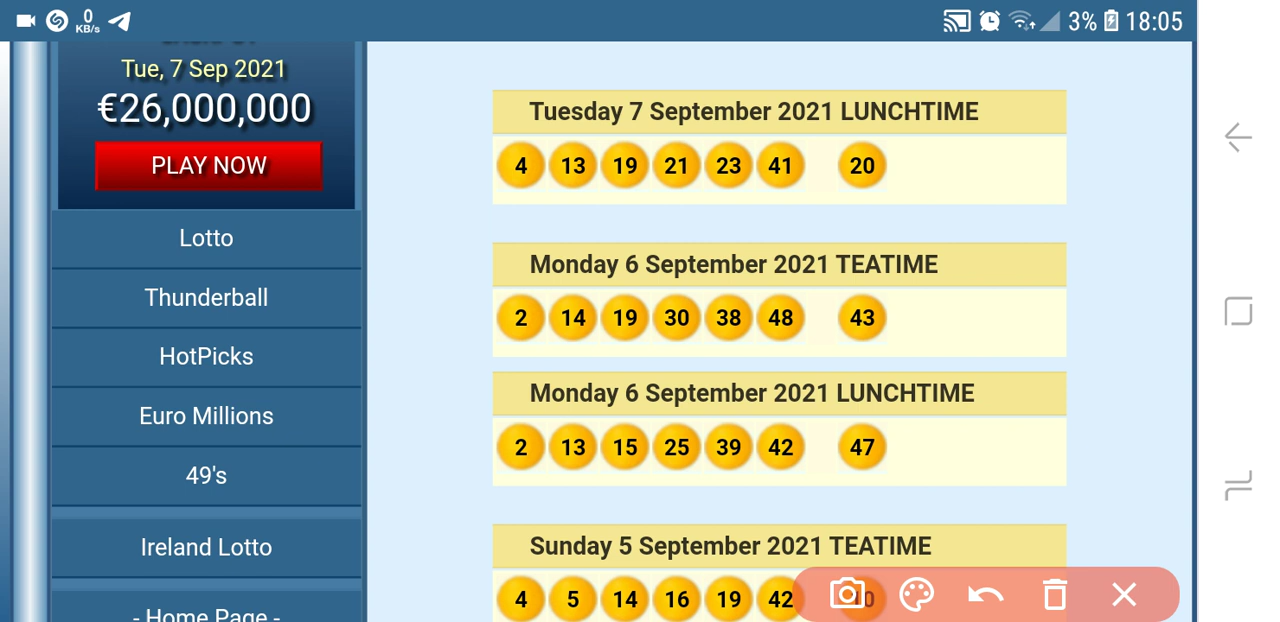 0
KB/s
3%
18:05
Tue, 7 Sep 2021
€26,000,000
PLAY NOW
Lotto
Thunderball
HotPicks
Euro Millions
49's
Ireland Lotto
- Home Page -
Tuesday 7 September 2021 LUNCHTIME
4 13 19 21 23 41 20
Monday 6 September 2021 TEATIME
2 14 19 30 38 48 43
Monday 6 September 2021 LUNCHTIME
2 13 15 25 39 42 47
Sunday 5 September 2021 TEATIME
4 5 14 16 19 42